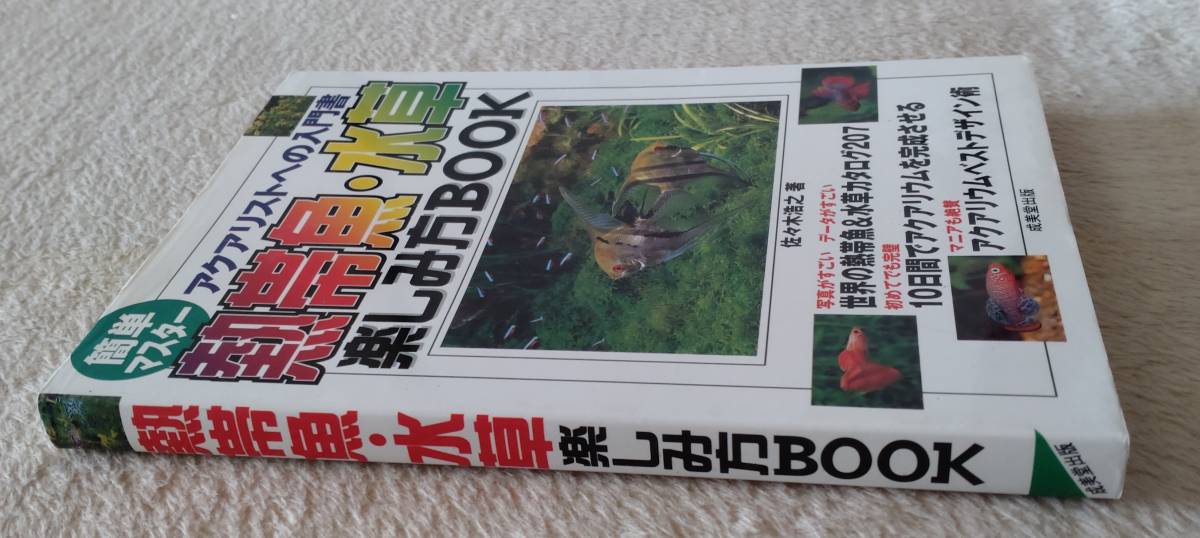 簡単
マスター
アクアリストへの入門書
熱帯魚・水草
楽しみ方BOOK
佐々木浩之 著
写真がすごい データがすごい
世界の熱帯魚&水草カタログ207
初めてでも完璧
10日間でアクアリウムを完成させる
マニアも絶賛
アクアリウムベストデザイン術
成美堂出版
熱帯魚・水草楽しみ方BOOK
成美堂出版